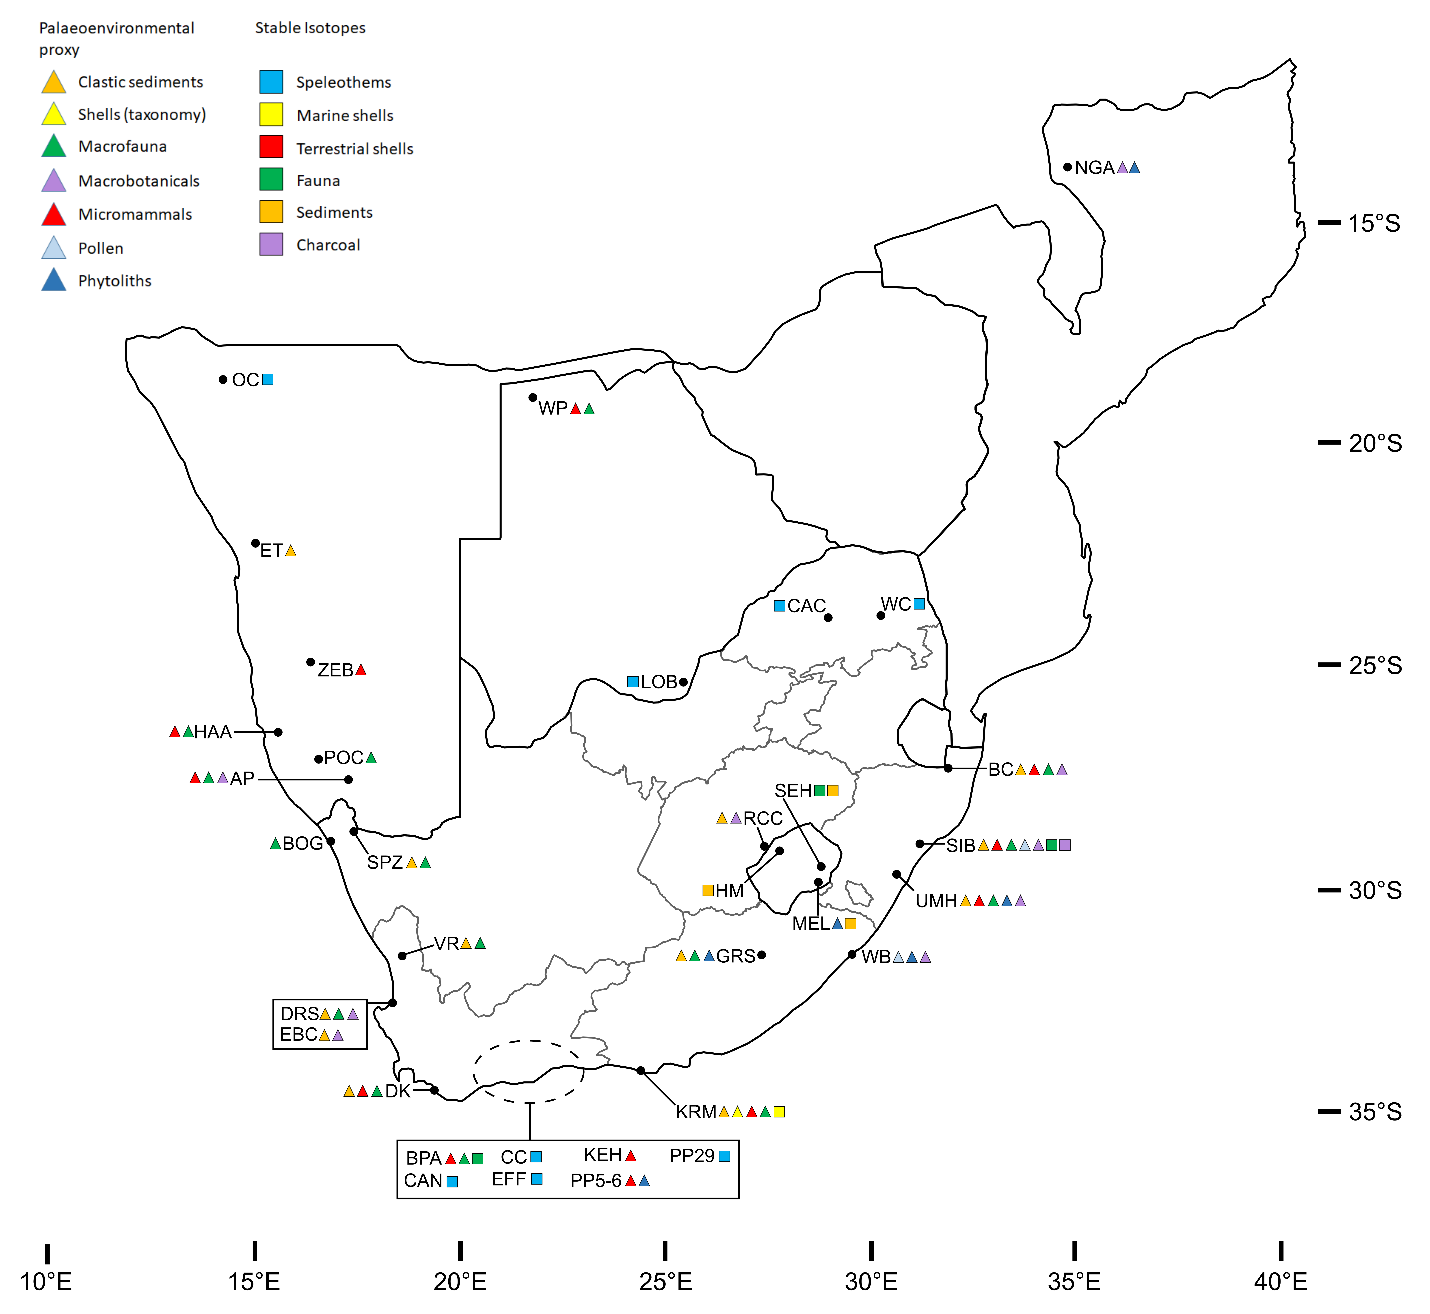 Palaeoenvironmental
proxy
Stable Isotopes
Clastic sediments
Speleothems
Shells (taxonomy)
Marine shells
Macrofauna
Terrestrial shells
Macrobotanicals
Fauna
Micromammals
Sediments
Pollen
Charcoal
Phytoliths
NGA
15°S
OC
WP
20°S
ET
CAC
WC
25°S
ZEB
LOB
HAA
POC
AP
BC
SEH
RCC
BOG
SPZ
SIB
HM
30°S
UMH
MEL
VR
GRS
WB
DRS
EBC
DK
KRM
35°S
BPA
CC
KEH
PP29
CAN
EFF
PP5-6
10°E
15°E
20°E
25°E
30°E
35°E
40°E